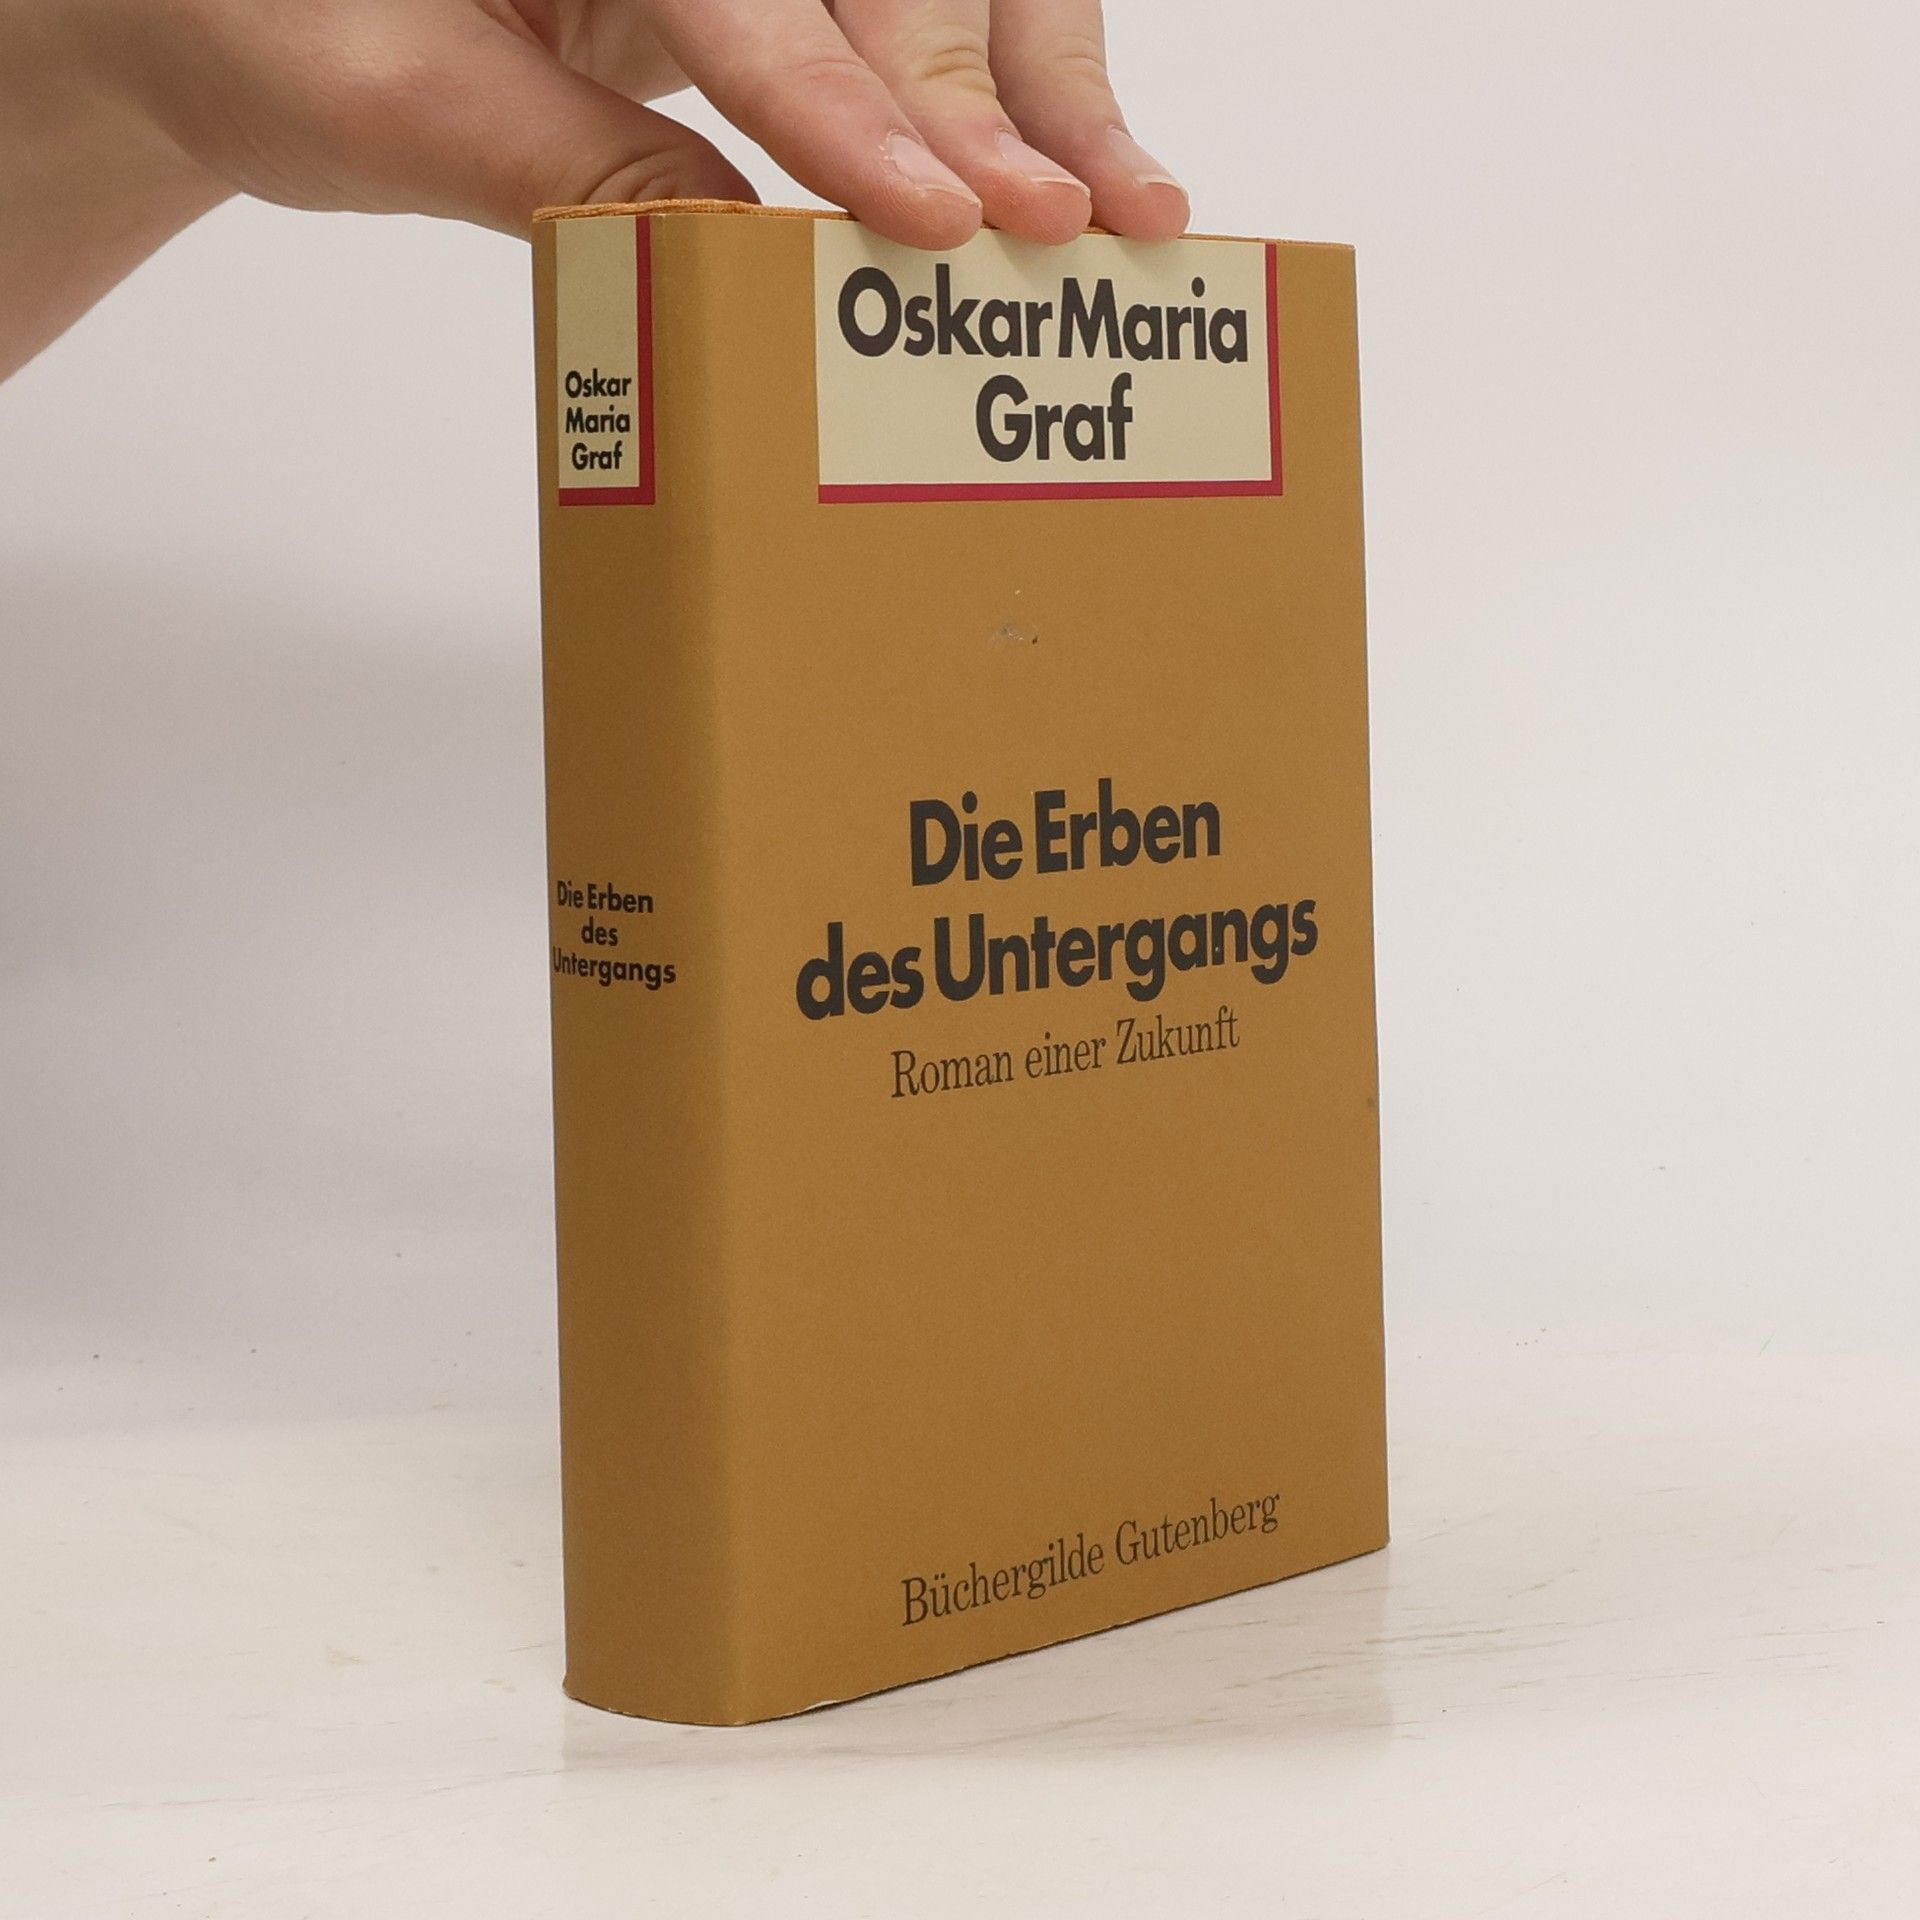 Oskar
Maria
Graf
Die Erben
des
Untergangs
Oskar Maria
Graf
Die Erben
des Untergangs
Roman einer Zukunft
Büchergilde Gutenberg